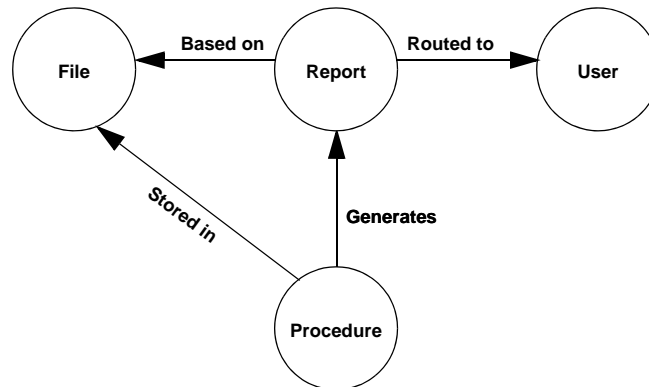 Based on
Routed to
File
Report
User
Stored in
Generates
Procedure